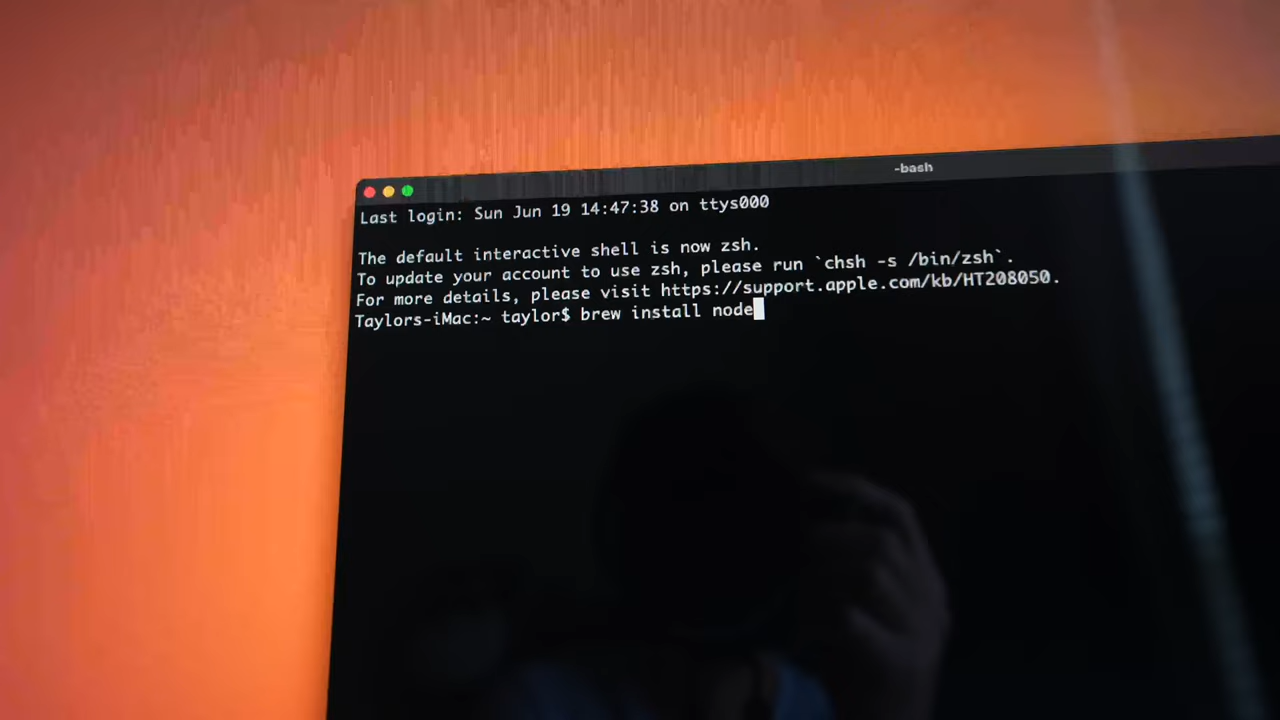 -bash
Last login: Sun Jun 19 14:47:38 on ttys000
The default interactive shell is now zsh.
To update your account to use zsh, please run `chsh -s /bin/zsh`.
For more details, please visit https://support.apple.com/kb/HT208050.
Taylors-iMac:~ taylor$ brew install node